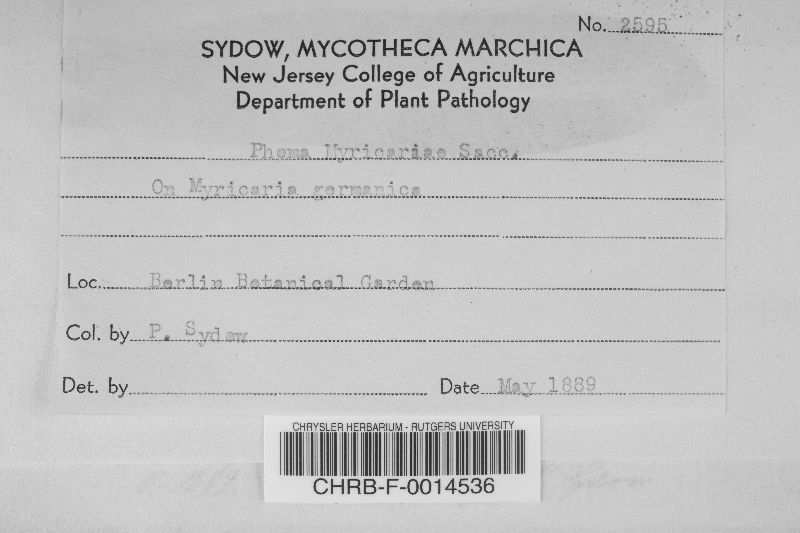 No. 2595
SYDOW, MYCOTHECA MARCHICA
New Jersey College of Agriculture
Department of Plant Pathology
Phoma Myricariae Sacc.
On Myricaria germanica
Loc. Berlin Botanical Garden
Col. by P. Sydow
Det. by
Date May 1889
CHRYSLER HERBARIUM - RUTGERS UNIVERSITY
CHRB-F-0014536